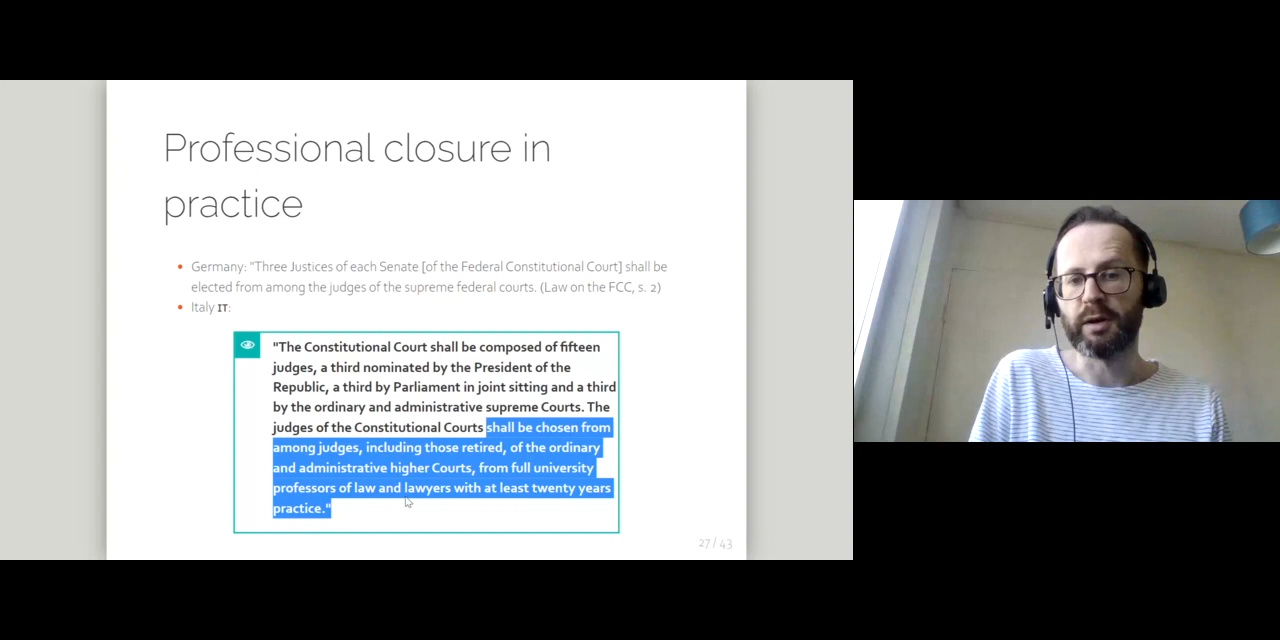 Professional closure in
practice
Germany: "Three Justices of each Senate [of the Federal Constitutional Court] shall be
elected from among the judges of the supreme federal courts. (Law on the FCC, s. 2)
Italy IT:
"The Constitutional Court shall be composed of fifteen
judges, a third nominated by the President of the
Republic, a third by Parliament in joint sitting and a third
by the ordinary and administrative supreme Courts. The
judges of the Constitutional Courts shall be chosen from
among judges, including those retired, of the ordinary
and administrative higher Courts, from full university
professors of law and lawyers with at least twenty years
practice."
27 / 43